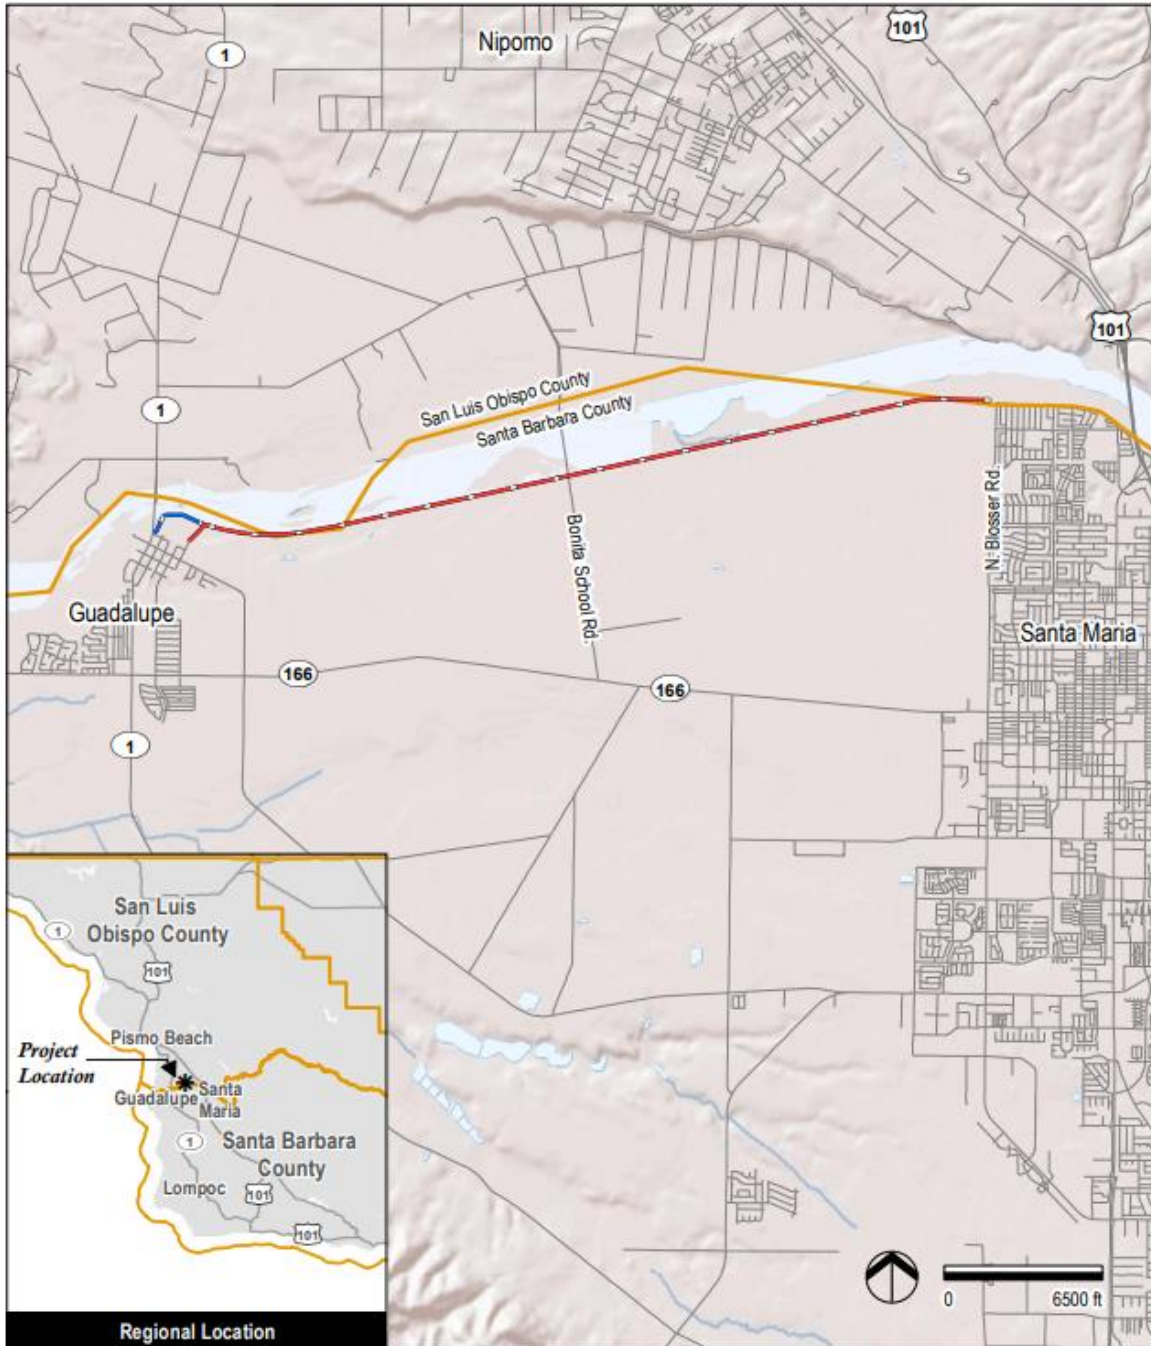 Nipomo
101
1
101
1
San Luis Obispo County
Santa Barbara County
N. Blosser Rd.
Bonita School Rd.
Guadalupe
Santa Maria
166
166
1
San Luis
Obispo County
1
101
Pismo Beach
Project
Location
Guadalupe
Santa
Maria
1
Santa Barbara
County
Lompoc
101
101
0
6500 ft
Regional Location